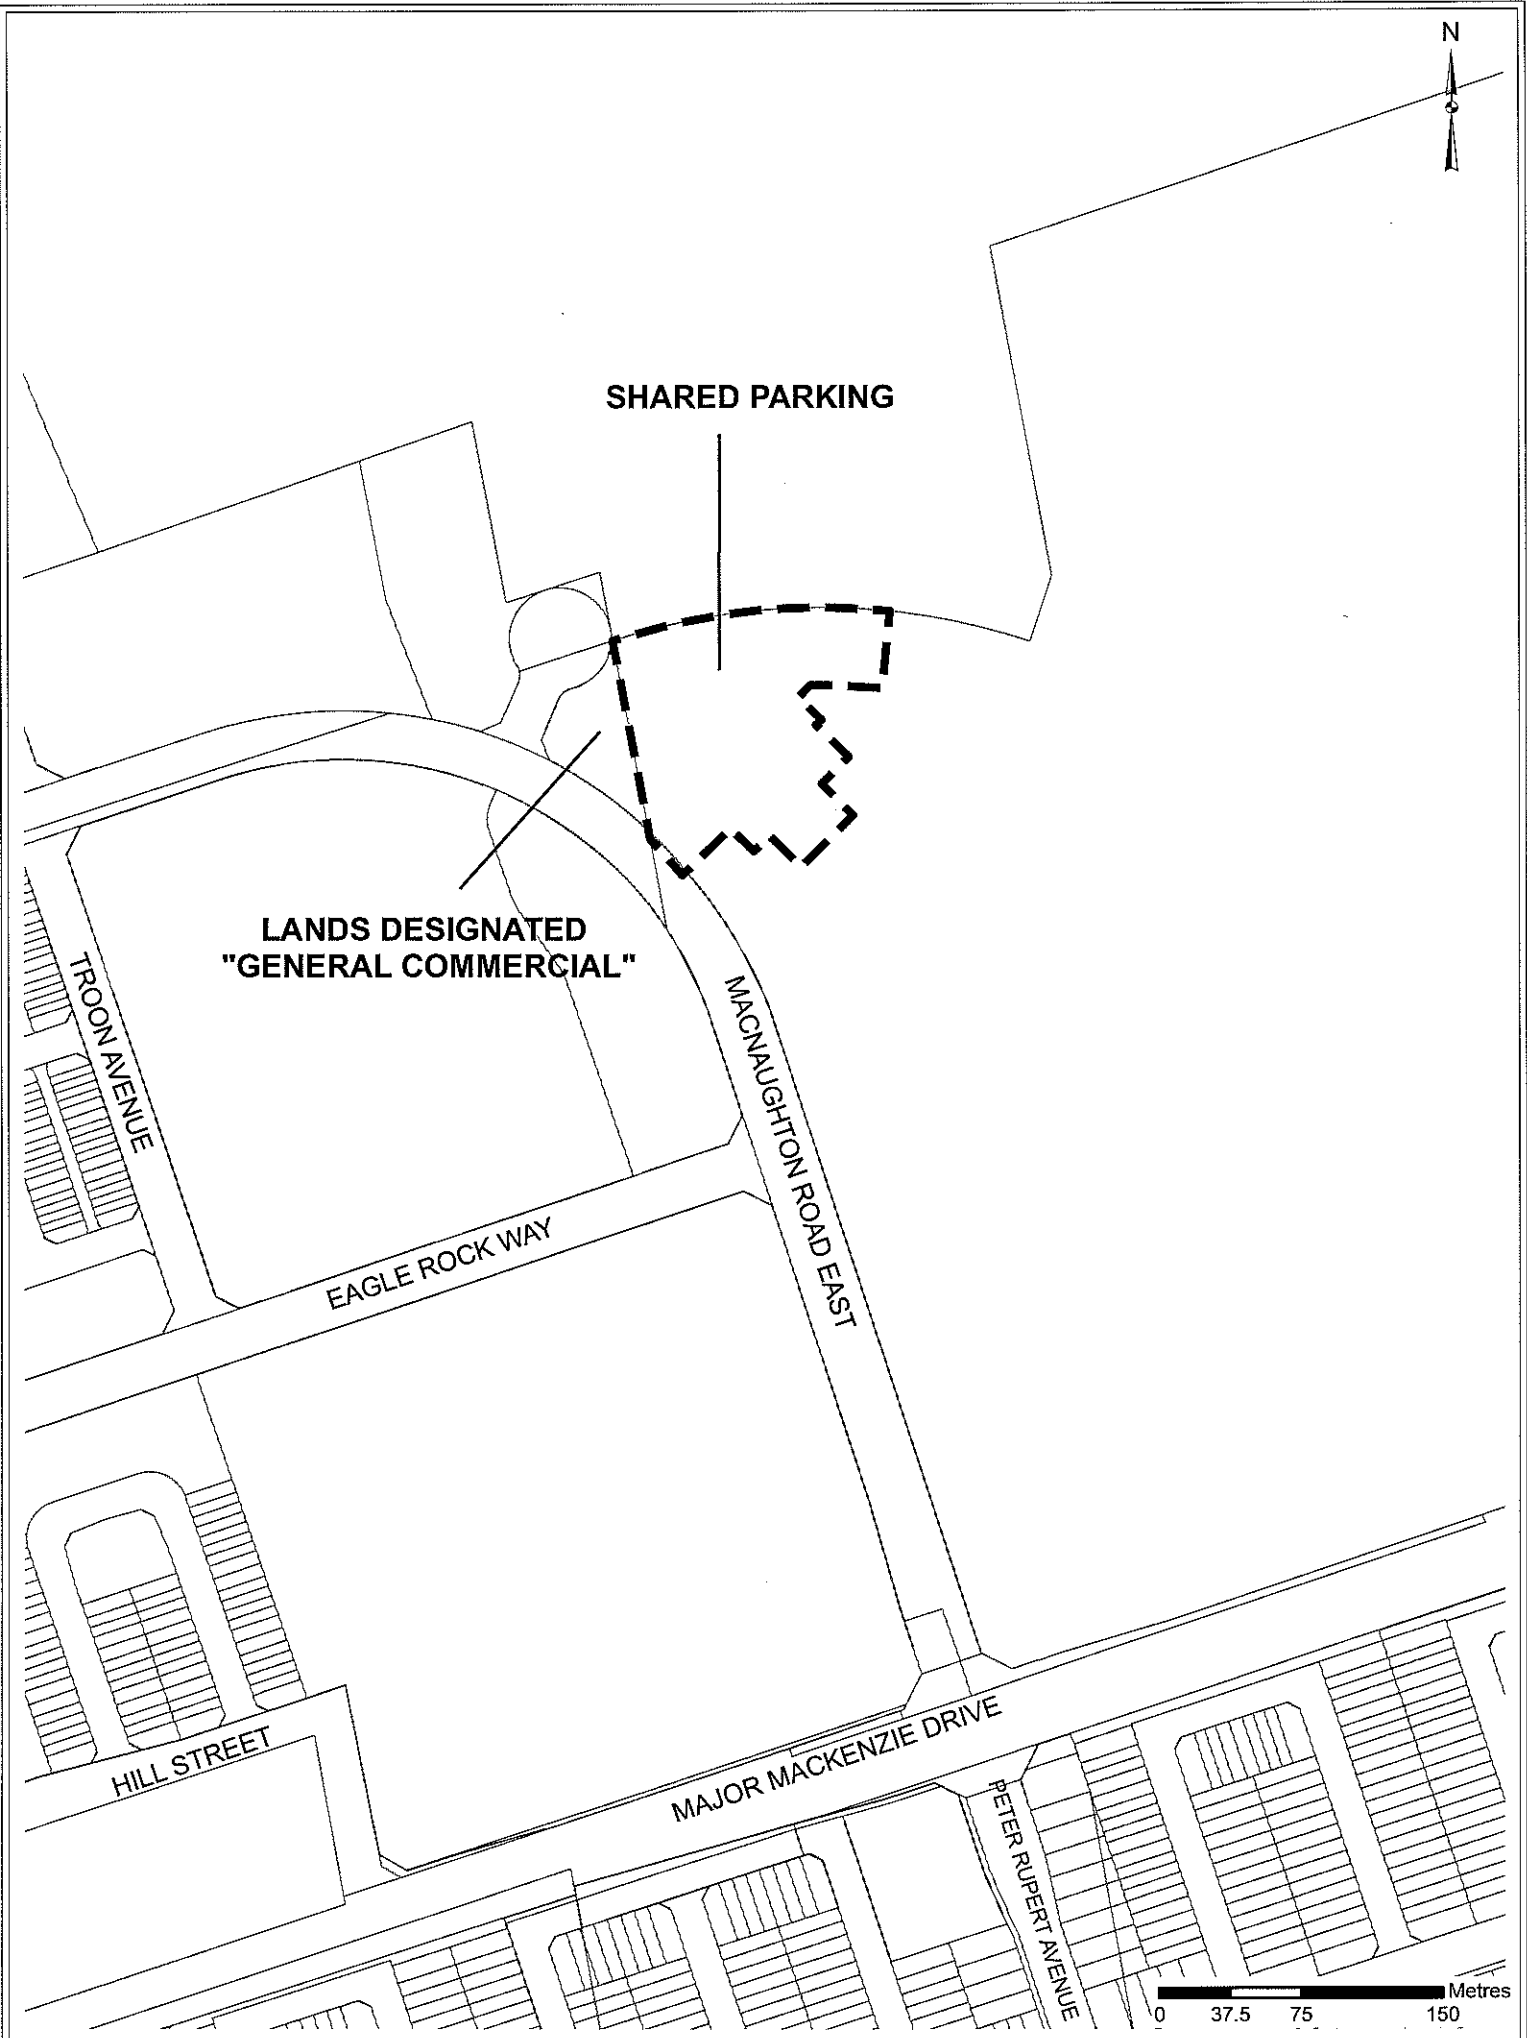 N
SHARED PARKING
LANDS DESIGNATED
"GENERAL COMMERCIAL"
TROON AVENUE
MACNAUGHTON ROAD EAST
EAGLE ROCK WAY
HILL STREET
MAJOR MACKENZIE DRIVE
PETER RUPERT AVENUE
Metres
0 37.5 75 150